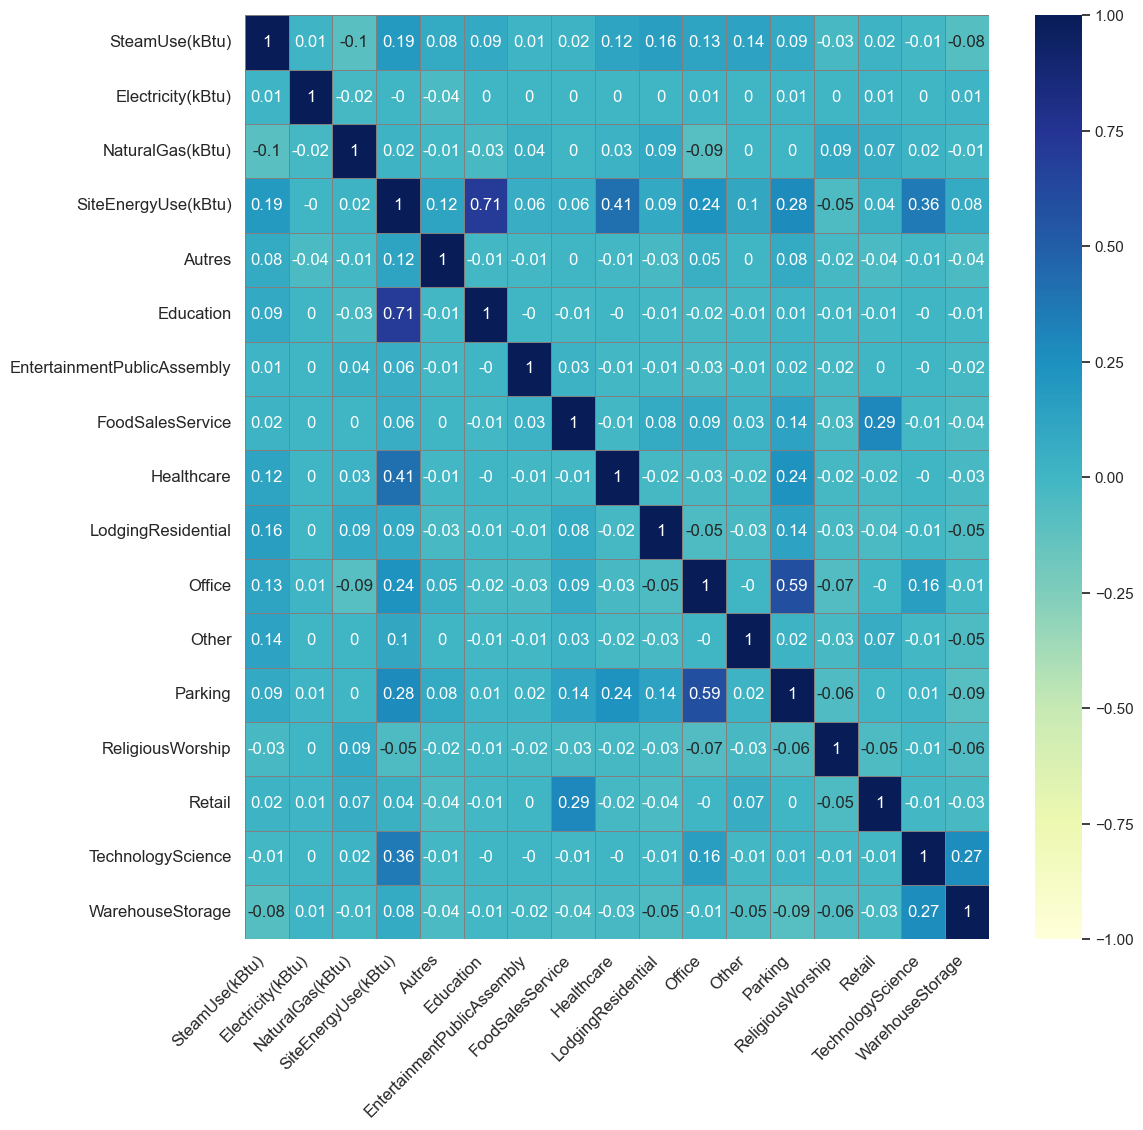 SteamUse(kBtu) 1 0.01 -0.1 0.19 0.08 0.09 0.01 0.02 0.12 0.16 0.13 0.14 0.09 -0.03 0.02 -0.01 -0.08
Electricity(kBtu) 0.01 1 -0.02 -0 -0.04 0 0 0 0 0 0.01 0 0.01 0 0.01 0 0.01
NaturalGas(kBtu) -0.1 -0.02 1 0.02 -0.01 -0.03 0.04 0 0.03 0.09 -0.09 0 0 0.09 0.07 0.02 -0.01
SiteEnergyUse(kBtu) 0.19 -0 0.02 1 0.12 0.71 0.06 0.06 0.41 0.09 0.24 0.1 0.28 -0.05 0.04 0.36 0.08
Autres 0.08 -0.04 -0.01 0.12 1 -0.01 -0.01 0 -0.01 -0.03 0.05 0 0.08 -0.02 -0.04 -0.01 -0.04
Education 0.09 0 -0.03 0.71 -0.01 1 -0 -0.01 -0 -0.01 -0.02 -0.01 0.01 -0.01 -0.01 -0 -0.01
EntertainmentPublicAssembly 0.01 0 0.04 0.06 -0.01 -0 1 0.03 -0.01 -0.01 -0.03 -0.01 0.02 -0.02 0 -0 -0.02
FoodSalesService 0.02 0 0 0.06 0 -0.01 0.03 1 -0.01 0.08 0.09 0.03 0.14 -0.03 0.29 -0.01 -0.04
Healthcare 0.12 0 0.03 0.41 -0.01 -0 -0.01 -0.01 1 -0.02 -0.03 -0.02 0.24 -0.02 -0.02 -0 -0.03
LodgingResidential 0.16 0 0.09 0.09 -0.03 -0.01 -0.01 0.08 -0.02 1 -0.05 -0.03 0.14 -0.03 -0.04 -0.01 -0.05
Office 0.13 0.01 -0.09 0.24 0.05 -0.02 -0.03 0.09 -0.03 -0.05 1 -0 0.59 -0.07 -0 0.16 -0.01
Other 0.14 0 0 0.1 0 -0.01 -0.01 0.03 -0.02 -0.03 -0 1 0.02 -0.03 0.07 -0.01 -0.05
Parking 0.09 0.01 0 0.28 0.08 0.01 0.02 0.14 0.24 0.14 0.59 0.02 1 -0.06 0 0.01 -0.09
ReligiousWorship -0.03 0 0.09 -0.05 -0.02 -0.01 -0.02 -0.03 -0.02 -0.03 -0.07 -0.03 -0.06 1 -0.05 -0.01 -0.06
Retail 0.02 0.01 0.07 0.04 -0.04 -0.01 0 0.29 -0.02 -0.04 -0 0.07 0 -0.05 1 -0.01 -0.03
TechnologyScience -0.01 0 0.02 0.36 -0.01 -0 -0 -0.01 -0 -0.01 0.16 -0.01 0.01 -0.01 -0.01 1 0.27
WarehouseStorage -0.08 0.01 -0.01 0.08 -0.04 -0.01 -0.02 -0.04 -0.03 -0.05 -0.01 -0.05 -0.09 -0.06 -0.03 0.27 1
SteamUse(kBtu)
Electricity(kBtu)
NaturalGas(kBtu)
SiteEnergyUse(kBtu)
Autres
Education
EntertainmentPublicAssembly
FoodSalesService
Healthcare
LodgingResidential
Office
Other
Parking
ReligiousWorship
Retail
TechnologyScience
WarehouseStorage
1.00
0.75
0.50
0.25
0.00
−0.25
−0.50
−0.75
−1.00